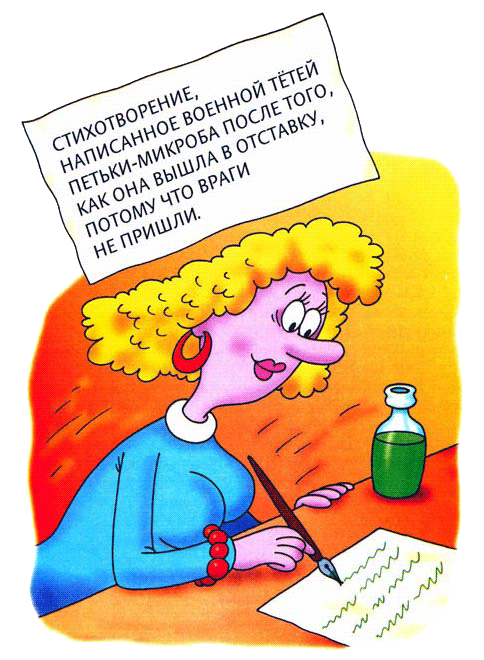 СТИХОТВОРЕНИЕ,
НАПИСАННОЕ ВОЕННОЙ ТЁТЕЙ
ПЕТЬКИ-МИКРОБА ПОСЛЕ ТОГО,
КАК ОНА ВЫШЛА В ОТСТАВКУ,
ПОТОМУ ЧТО ВРАГИ
НЕ ПРИШЛИ.